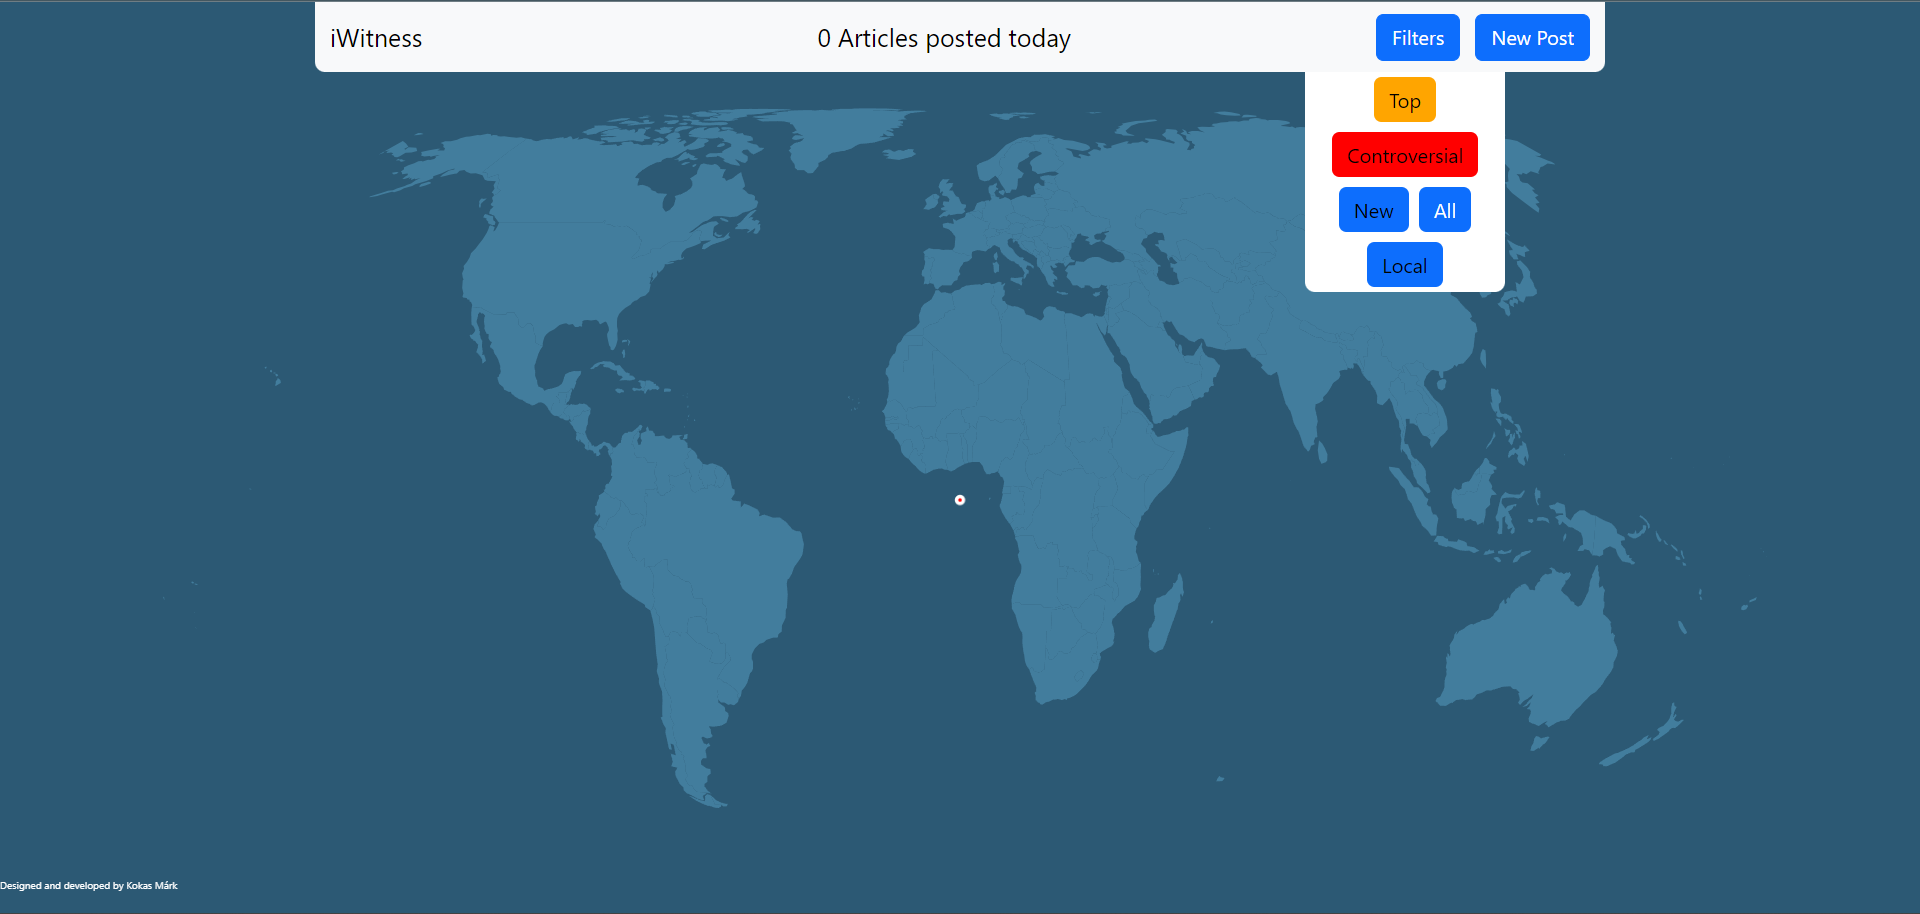 iWitness 0 Articles posted today Filters New Post
Top
Controversial
New All
Local
Designed and developed by Kokas Márk